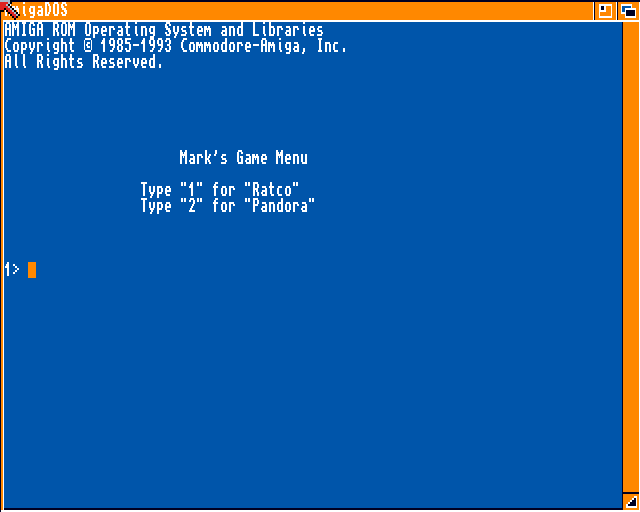 AmigaDOS
AMIGA ROM Operating System and Libraries
Copyright © 1985-1993 Commodore-Amiga, Inc.
All Rights Reserved.
Mark's Game Menu
Type "1" for "Ratco"
Type "2" for "Pandora"
1>